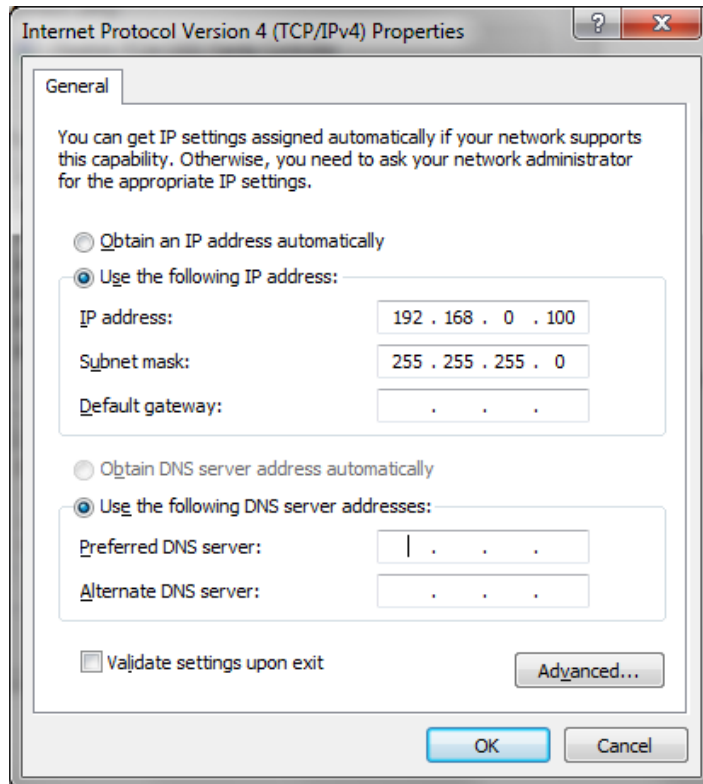 Internet Protocol Version 4 (TCP/IPv4) Properties
?
General
You can get IP settings assigned automatically if your network supports
this capability. Otherwise, you need to ask your network administrator
for the appropriate IP settings.
Obtain an IP address automatically
Use the following IP address:
IP address: 192 . 168 . 0 . 100
Subnet mask: 255 . 255 . 255 . 0
Default gateway: . . .
Obtain DNS server address automatically
Use the following DNS server addresses:
Preferred DNS server: . . .
Alternate DNS server: . . .
Validate settings upon exit
Advanced...
OK Cancel